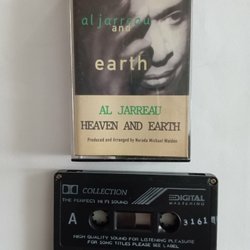 al jarreau
and
earth
AL JARREAU
HEAVEN AND EARTH
Produced and Arranged by Narada Michael Walden
COLLECTION
DIGITAL
MASTERING
THE PERFECT HI FI SOUND
A
3161
HIGH QUALITY SOUND FOR LISTENING PLEASURE
FOR SONG TITLES PLEASE SEE LABEL